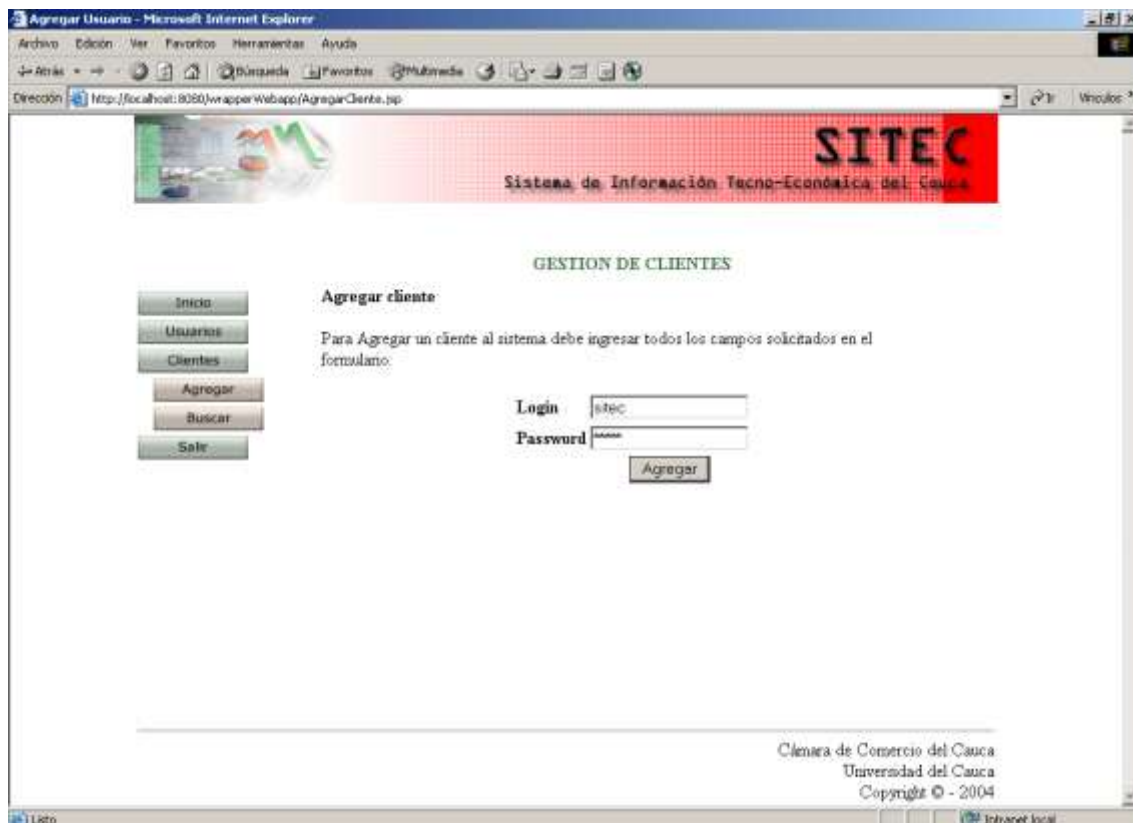 Agregar Usuario - Microsoft Internet Explorer
Archivo Edición Ver Favoritos Herramientas Ayuda
Atrás Búsqueda Favoritos Multimedia
Dirección http://localhost:8080/wrapperWebapp/AgregarCliente.jsp Ir Vínculos
SITEC
Sistema de Información Tecno-Económica del Cauca
GESTION DE CLIENTES
Inicio
Usuarios
Clientes
Agregar
Buscar
Salir
Agregar cliente
Para Agregar un cliente al sistema debe ingresar todos los campos solicitados en el
formulario:
Login sitec
Password *****
Agregar
Cámara de Comercio del Cauca
Universidad del Cauca
Copyright © - 2004
Listo Intranet local